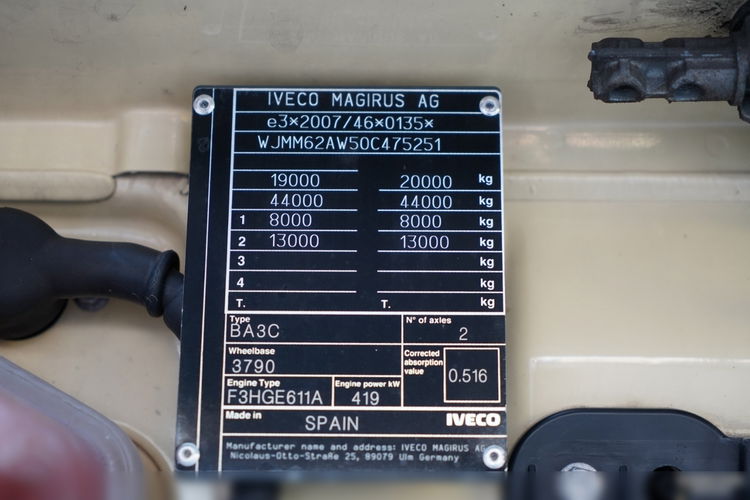 IVECO MAGIRUS AG
e3*2007/46*0135*
WJMM62AW50C475251
19000 20000 kg
44000 44000 kg
1 8000 8000 kg
2 13000 13000 kg
3 kg
4 kg
T. T. kg
Type N° of axles
BA3C 2
Wheelbase Corrected absorption value
3790 0.516
Engine Type Engine power kW
F3HGE611A 419
Made in SPAIN IVECO
Manufacturer name and address: IVECO MAGIRUS AG
Nicolaus-Otto-Straße 25, 89079 Ulm Germany